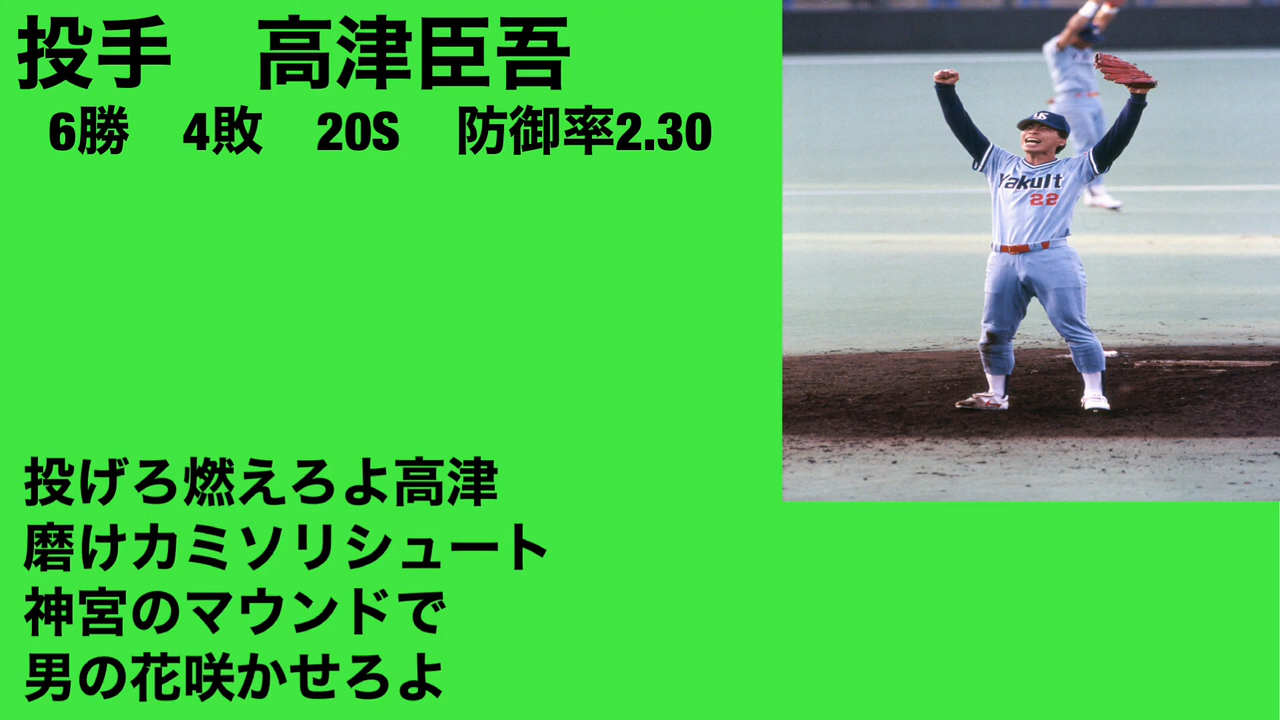 投手　高津臣吾
6勝　4敗　20S　防御率2.30
YS
Yakult
22
投げろ燃えろよ高津
磨けカミソリシュート
神宮のマウンドで
男の花咲かせろよ